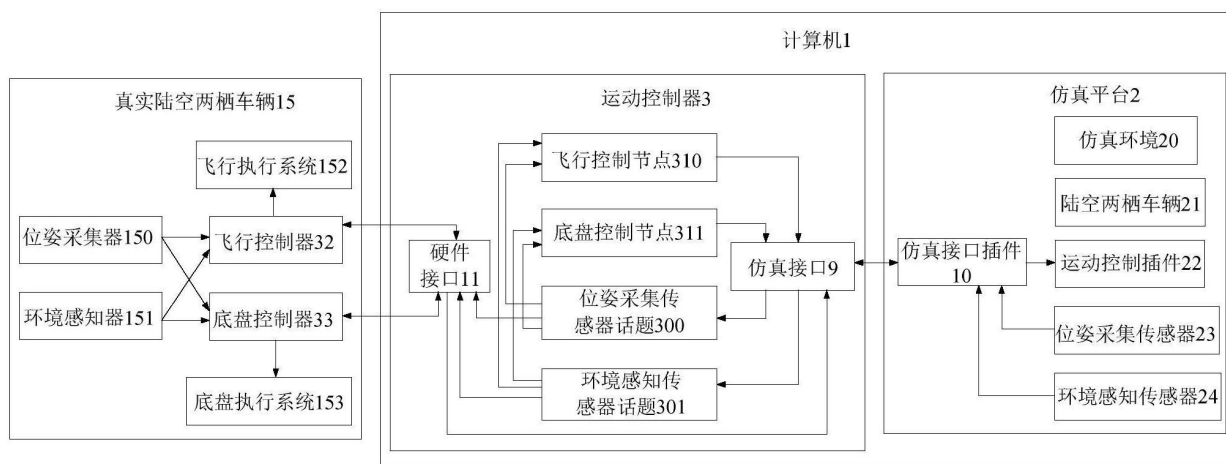 计算机1
真实陆空两栖车辆15
飞行执行系统152
位姿采集器150
飞行控制器32
环境感知器151
底盘控制器33
底盘执行系统153
运动控制器3
飞行控制节点310
底盘控制节点311
硬件
接口11
仿真接口9
位姿采集传
感器话题300
环境感知传
感器话题301
仿真平台2
仿真环境20
陆空两栖车辆21
仿真接口插件
10
运动控制插件22
位姿采集传感器23
环境感知传感器24